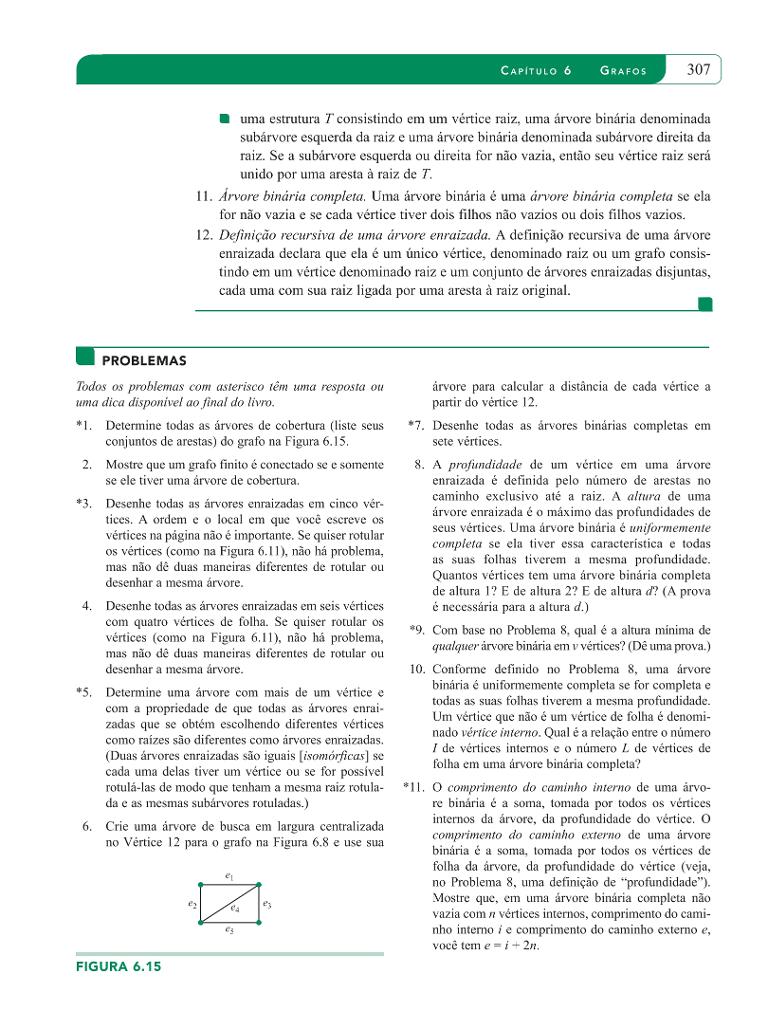 CAPÍTULO 6 GRAFOS 307
uma estrutura T consistindo em um vértice raiz, uma árvore binária denominada
subárvore esquerda da raiz e uma árvore binária denominada subárvore direita da
raiz. Se a subárvore esquerda ou direita for não vazia, então seu vértice raiz será
unido por uma aresta à raiz de T.
11. Árvore binária completa. Uma árvore binária é uma árvore binária completa se ela
for não vazia e se cada vértice tiver dois filhos não vazios ou dois filhos vazios.
12. Definição recursiva de uma árvore enraizada. A definição recursiva de uma árvore
enraizada declara que ela é um único vértice, denominado raiz ou um grafo consis-
tindo em um vértice denominado raiz e um conjunto de árvores enraizadas disjuntas,
cada uma com sua raiz ligada por uma aresta à raiz original.
PROBLEMAS
Todos os problemas com asterisco têm uma resposta ou
uma dica disponível ao final do livro.
*1. Determine todas as árvores de cobertura (liste seus
conjuntos de arestas) do grafo na Figura 6.15.
2. Mostre que um grafo finito é conectado se e somente
se ele tiver uma árvore de cobertura.
*3. Desenhe todas as árvores enraizadas em cinco vér-
tices. A ordem e o local em que você escreve os
vértices na página não é importante. Se quiser rotular
os vértices (como na Figura 6.11), não há problema,
mas não dê duas maneiras diferentes de rotular ou
desenhar a mesma árvore.
4. Desenhe todas as árvores enraizadas em seis vértices
com quatro vértices de folha. Se quiser rotular os
vértices (como na Figura 6.11), não há problema,
mas não dê duas maneiras diferentes de rotular ou
desenhar a mesma árvore.
*5. Determine uma árvore com mais de um vértice e
com a propriedade de que todas as árvores enrai-
zadas que se obtém escolhendo diferentes vértices
como raízes são diferentes como árvores enraizadas.
(Duas árvores enraizadas são iguais [isomórficas] se
cada uma delas tiver um vértice ou se for possível
rotulá-las de modo que tenham a mesma raiz rotula-
da e as mesmas subárvores rotuladas.)
6. Crie uma árvore de busca em largura centralizada
no Vértice 12 para o grafo na Figura 6.8 e use sua
e1
e2 e4 e3
e5
FIGURA 6.15
árvore para calcular a distância de cada vértice a
partir do vértice 12.
*7. Desenhe todas as árvores binárias completas em
sete vértices.
8. A profundidade de um vértice em uma árvore
enraizada é definida pelo número de arestas no
caminho exclusivo até a raiz. A altura de uma
árvore enraizada é o máximo das profundidades de
seus vértices. Uma árvore binária é uniformemente
completa se ela tiver essa característica e todas
as suas folhas tiverem a mesma profundidade.
Quantos vértices tem uma árvore binária completa
de altura 1? E de altura 2? E de altura d? (A prova
é necessária para a altura d.)
*9. Com base no Problema 8, qual é a altura mínima de
qualquer árvore binária em v vértices? (Dê uma prova.)
10. Conforme definido no Problema 8, uma árvore
binária é uniformemente completa se for completa e
todas as suas folhas tiverem a mesma profundidade.
Um vértice que não é um vértice de folha é denomi-
nado vértice interno. Qual é a relação entre o número
I de vértices internos e o número L de vértices de
folha em uma árvore binária completa?
*11. O comprimento do caminho interno de uma árvo-
re binária é a soma, tomada por todos os vértices
internos da árvore, da profundidade do vértice. O
comprimento do caminho externo de uma árvore
binária é a soma, tomada por todos os vértices de
folha da árvore, da profundidade do vértice (veja,
no Problema 8, uma definição de “profundidade”).
Mostre que, em uma árvore binária completa não
vazia com n vértices internos, comprimento do cami-
nho interno i e comprimento do caminho externo e,
você tem e = i + 2n.